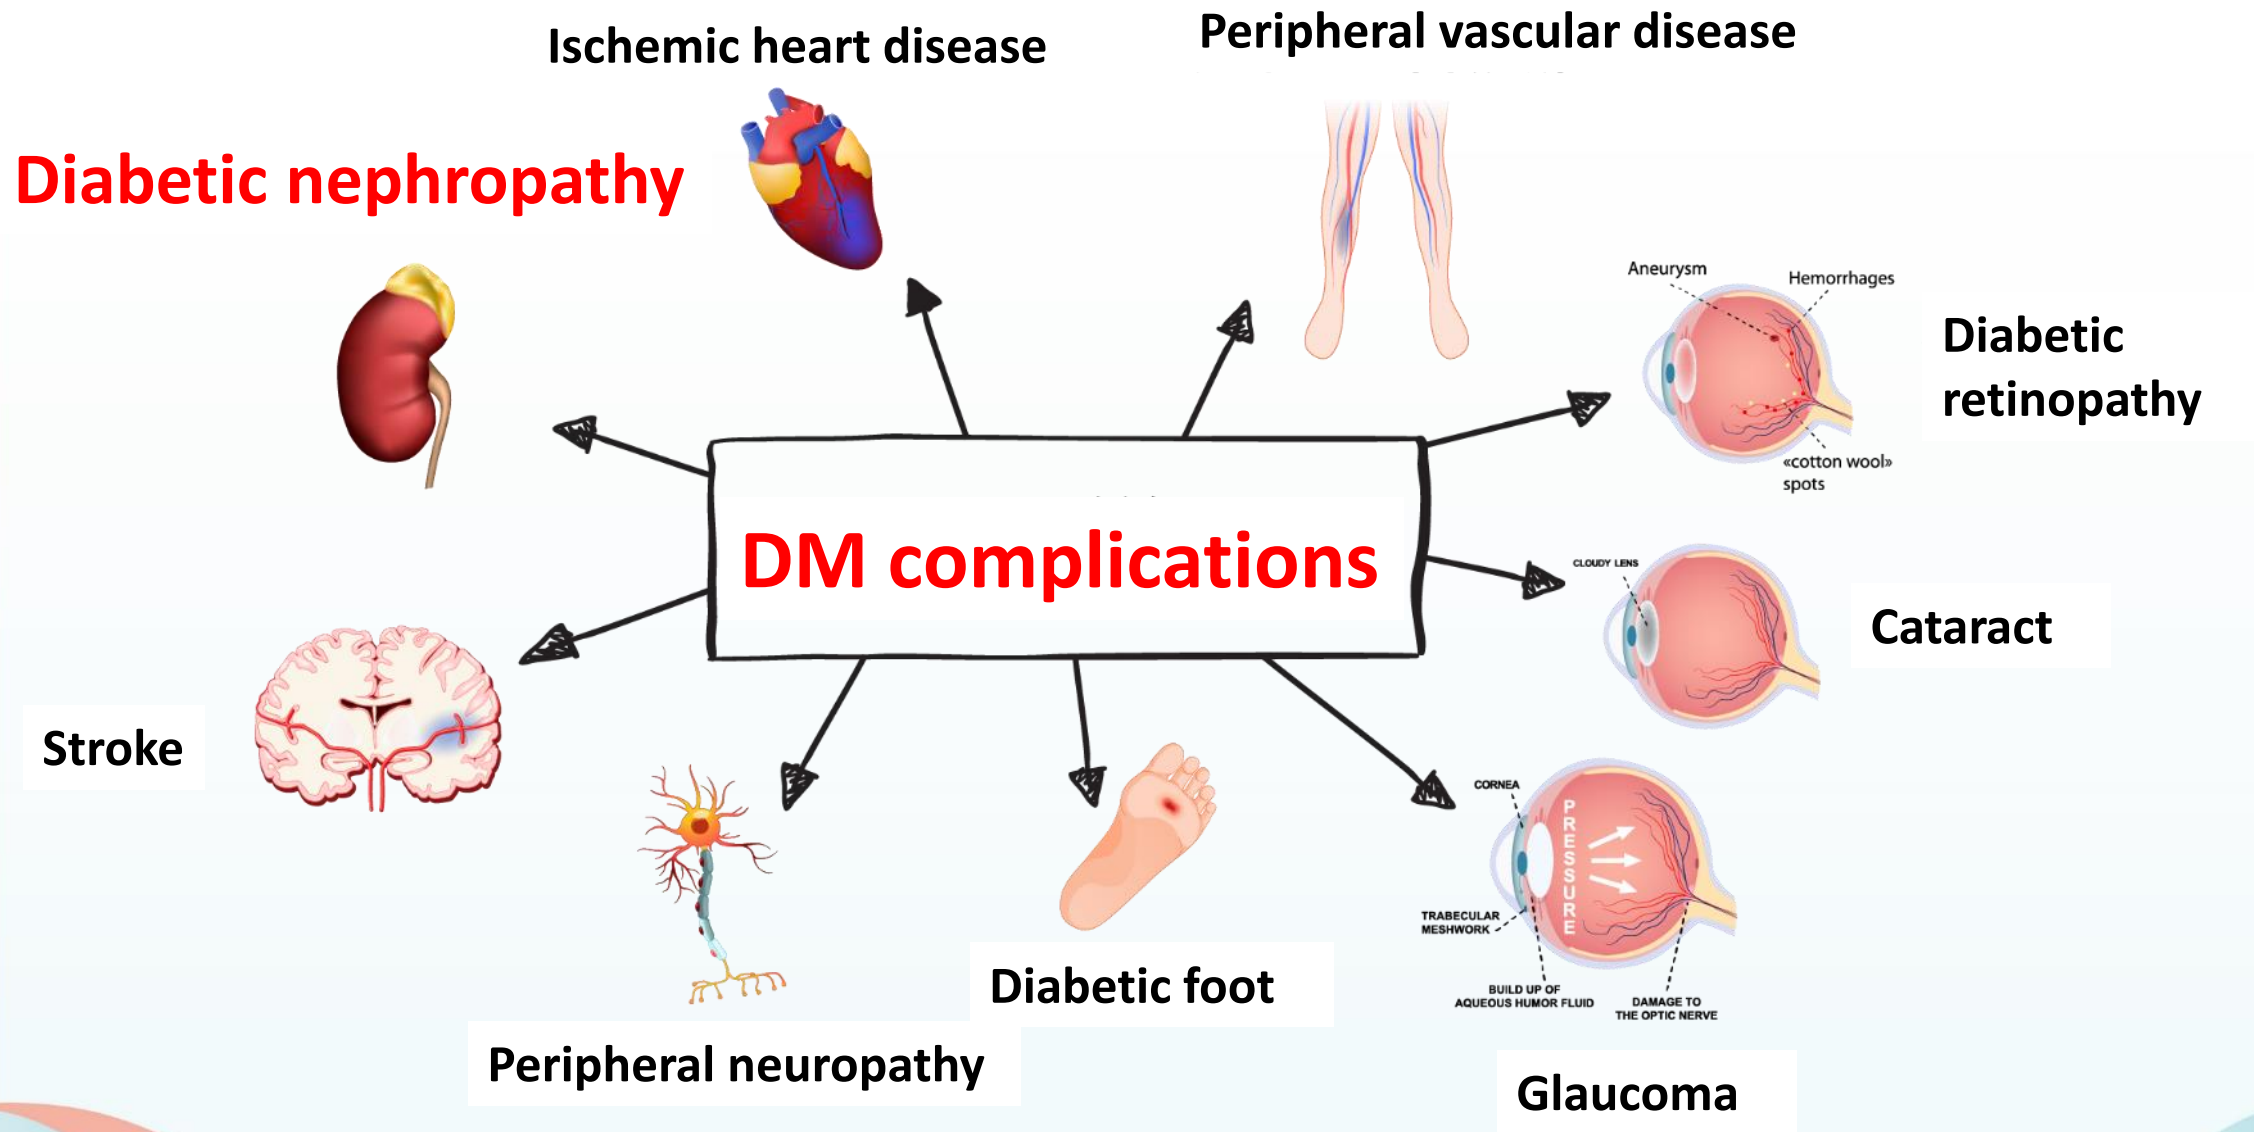 Ischemic heart disease
Peripheral vascular disease
Diabetic nephropathy
Aneurysm
Hemorrhages
Diabetic
retinopathy
«cotton wool»
spots
DM complications
CLOUDY LENS
Cataract
Stroke
CORNEA
PRESSURE
TRABECULAR
MESHWORK
BUILD UP OF
AQUEOUS HUMOR FLUID
DAMAGE TO
THE OPTIC NERVE
Diabetic foot
Peripheral neuropathy
Glaucoma